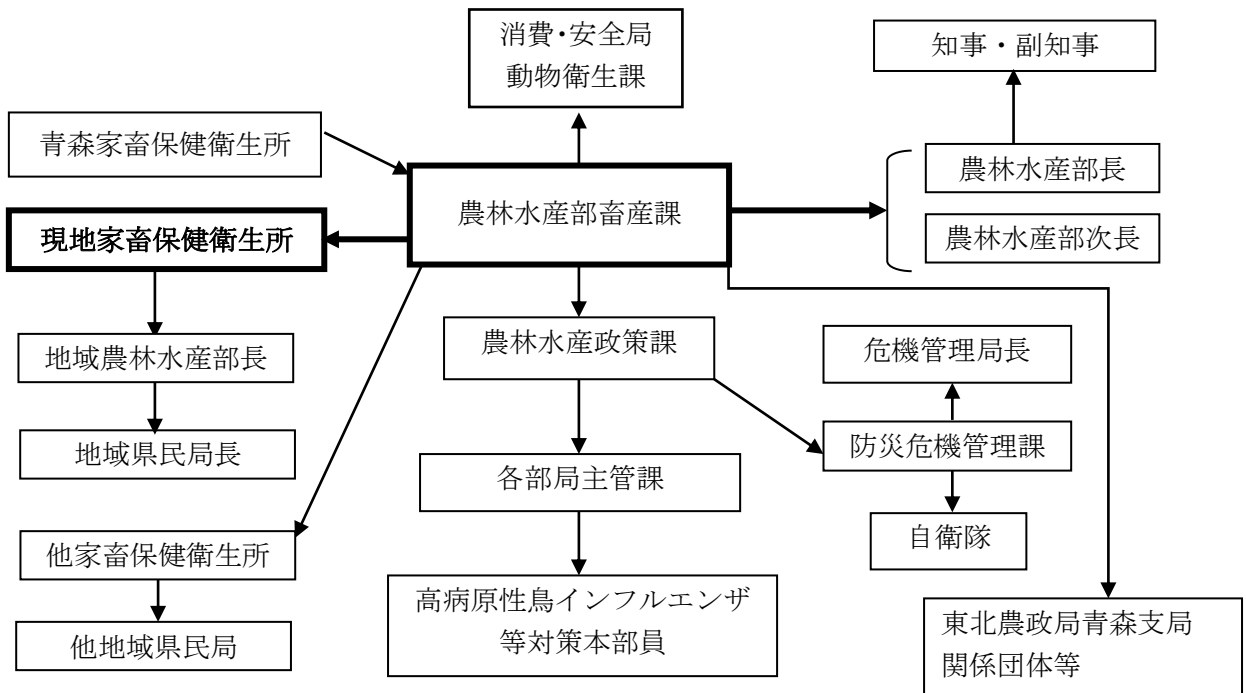 消費・安全局
動物衛生課
知事・副知事
青森家畜保健衛生所
農林水産部長
農林水産部畜産課
現地家畜保健衛生所
農林水産部次長
農林水産政策課
危機管理局長
地域農林水産部長
地域県民局長
防災危機管理課
各部局主管課
他家畜保健衛生所
自衛隊
高病原性鳥インフルエンザ
等対策本部員
他地域県民局
東北農政局青森支局
関係団体等